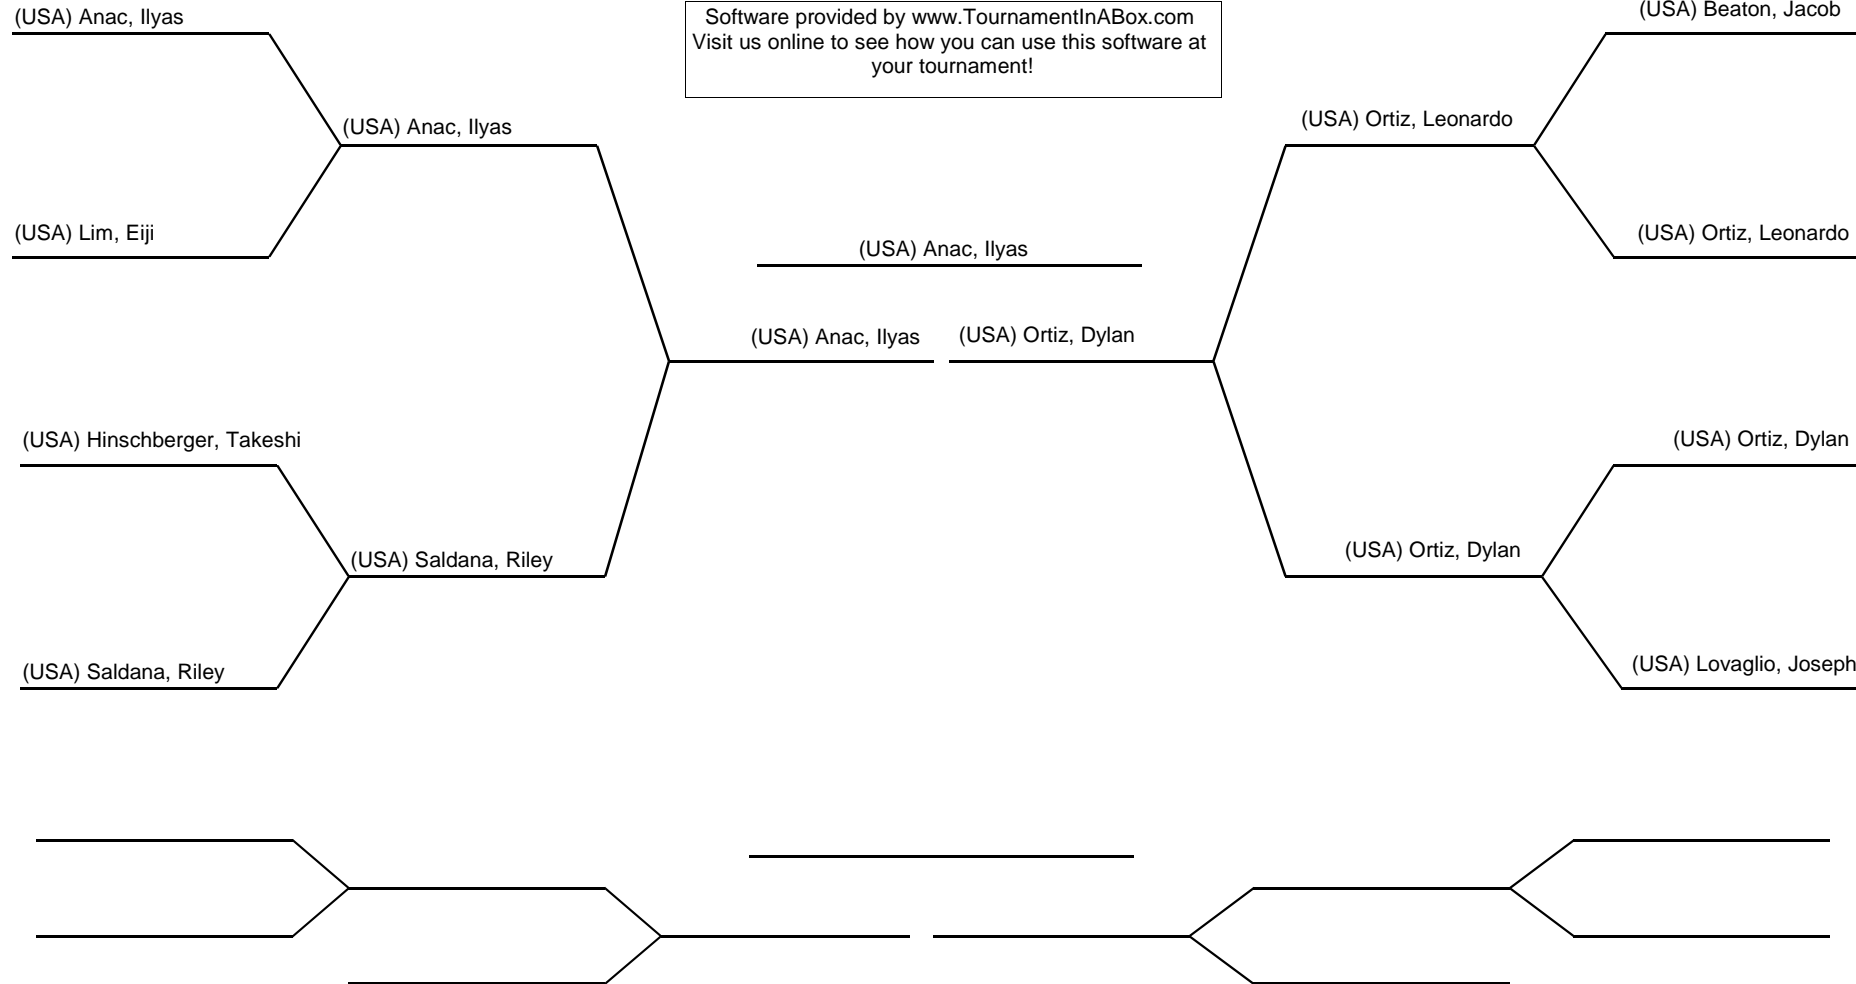 (USA) Anac, Ilyas
Software provided by www.TournamentInABox.com
Visit us online to see how you can use this software at
your tournament!
(USA) Beaton, Jacob
(USA) Anac, Ilyas
(USA) Ortiz, Leonardo
(USA) Lim, Eiji
(USA) Anac, Ilyas
(USA) Ortiz, Leonardo
(USA) Anac, Ilyas
(USA) Ortiz, Dylan
(USA) Hinschberger, Takeshi
(USA) Ortiz, Dylan
(USA) Saldana, Riley
(USA) Ortiz, Dylan
(USA) Saldana, Riley
(USA) Lovaglio, Joseph